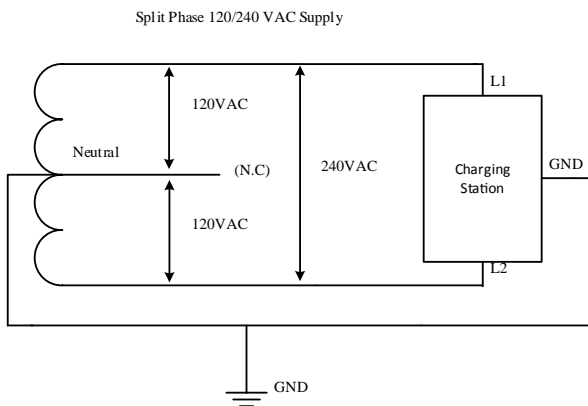 Split Phase 120/240 VAC Supply
L1
120VAC
Neutral
(N.C)
240VAC
Charging
Station
GND
120VAC
L2
GND